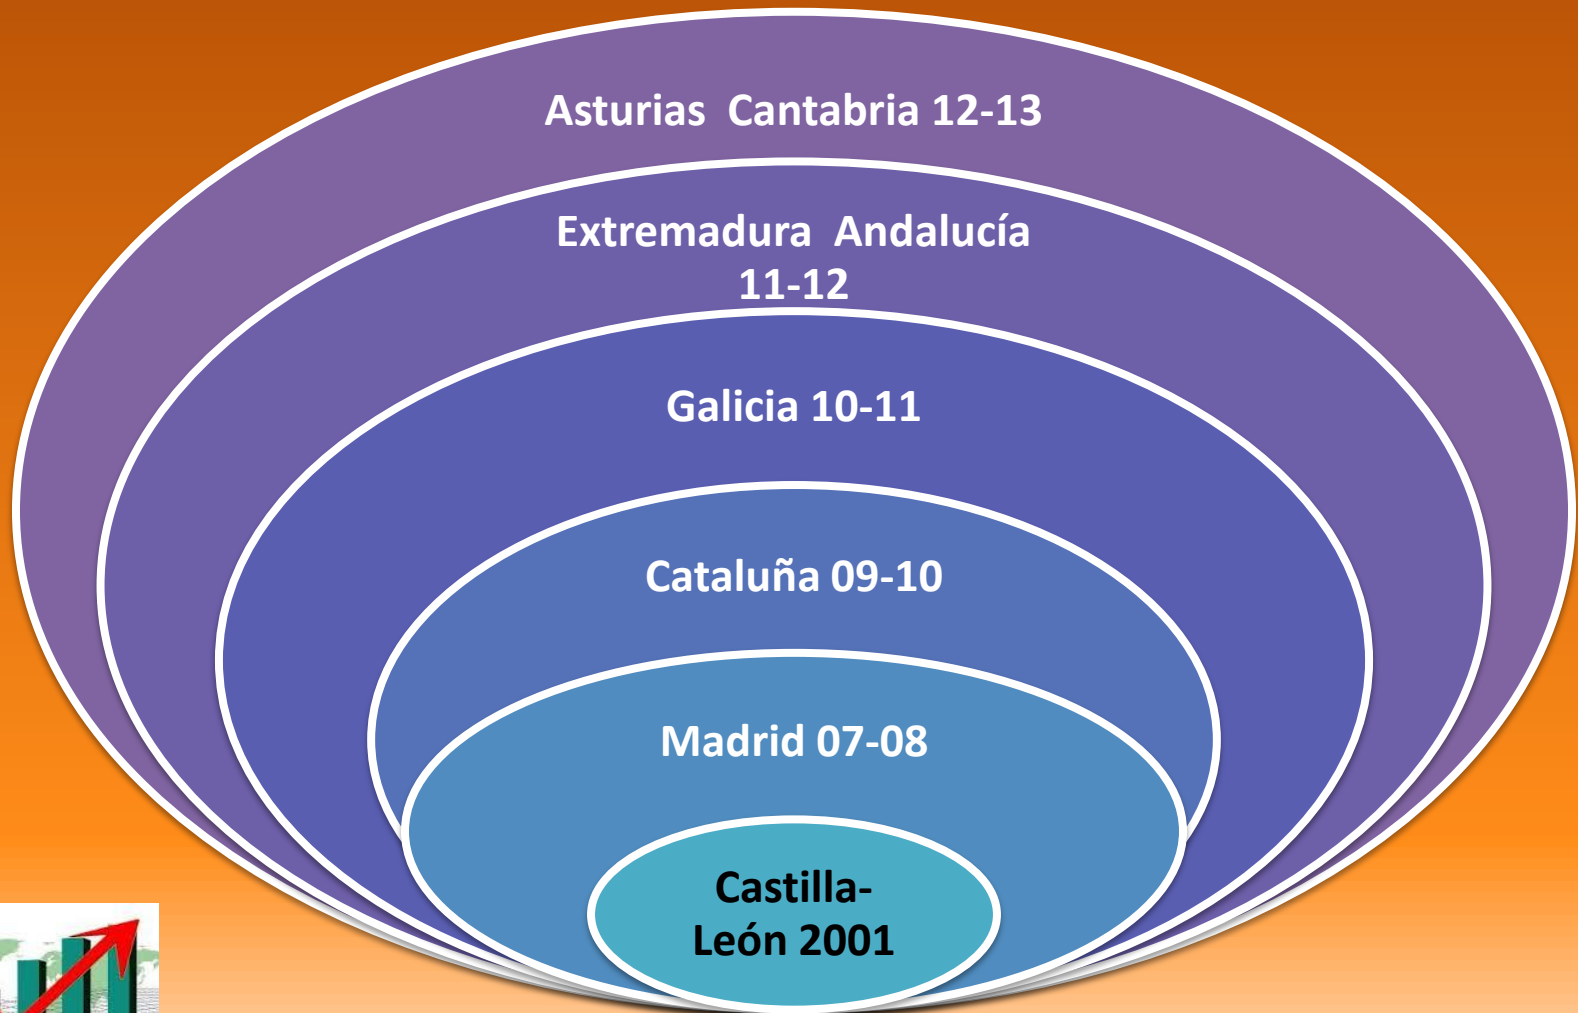 Asturias  Cantabria 12-13
Extremadura  Andalucía
11-12
Galicia 10-11
Cataluña 09-10
Madrid 07-08
Castilla-
León 2001